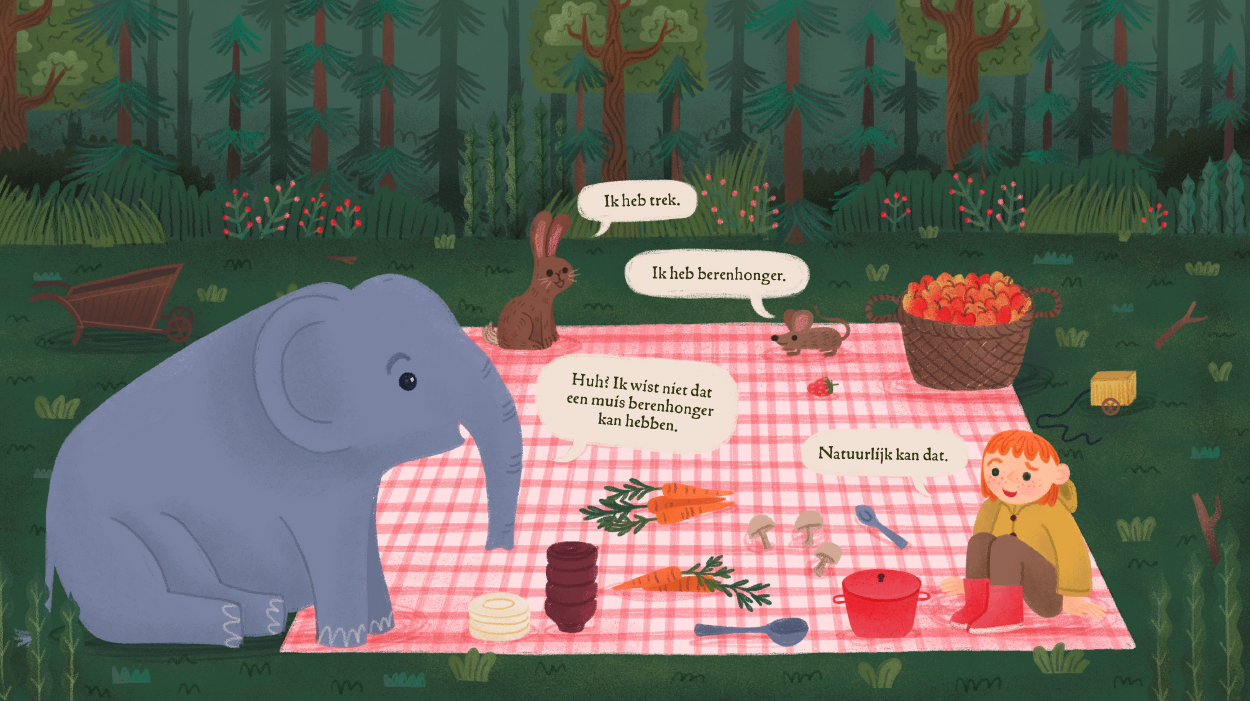 Ik heb trek.
Ik heb berenhonger.
Huh? Ik wist niet dat
een muis berenhonger
kan hebben.
Natuurlijk kan dat.